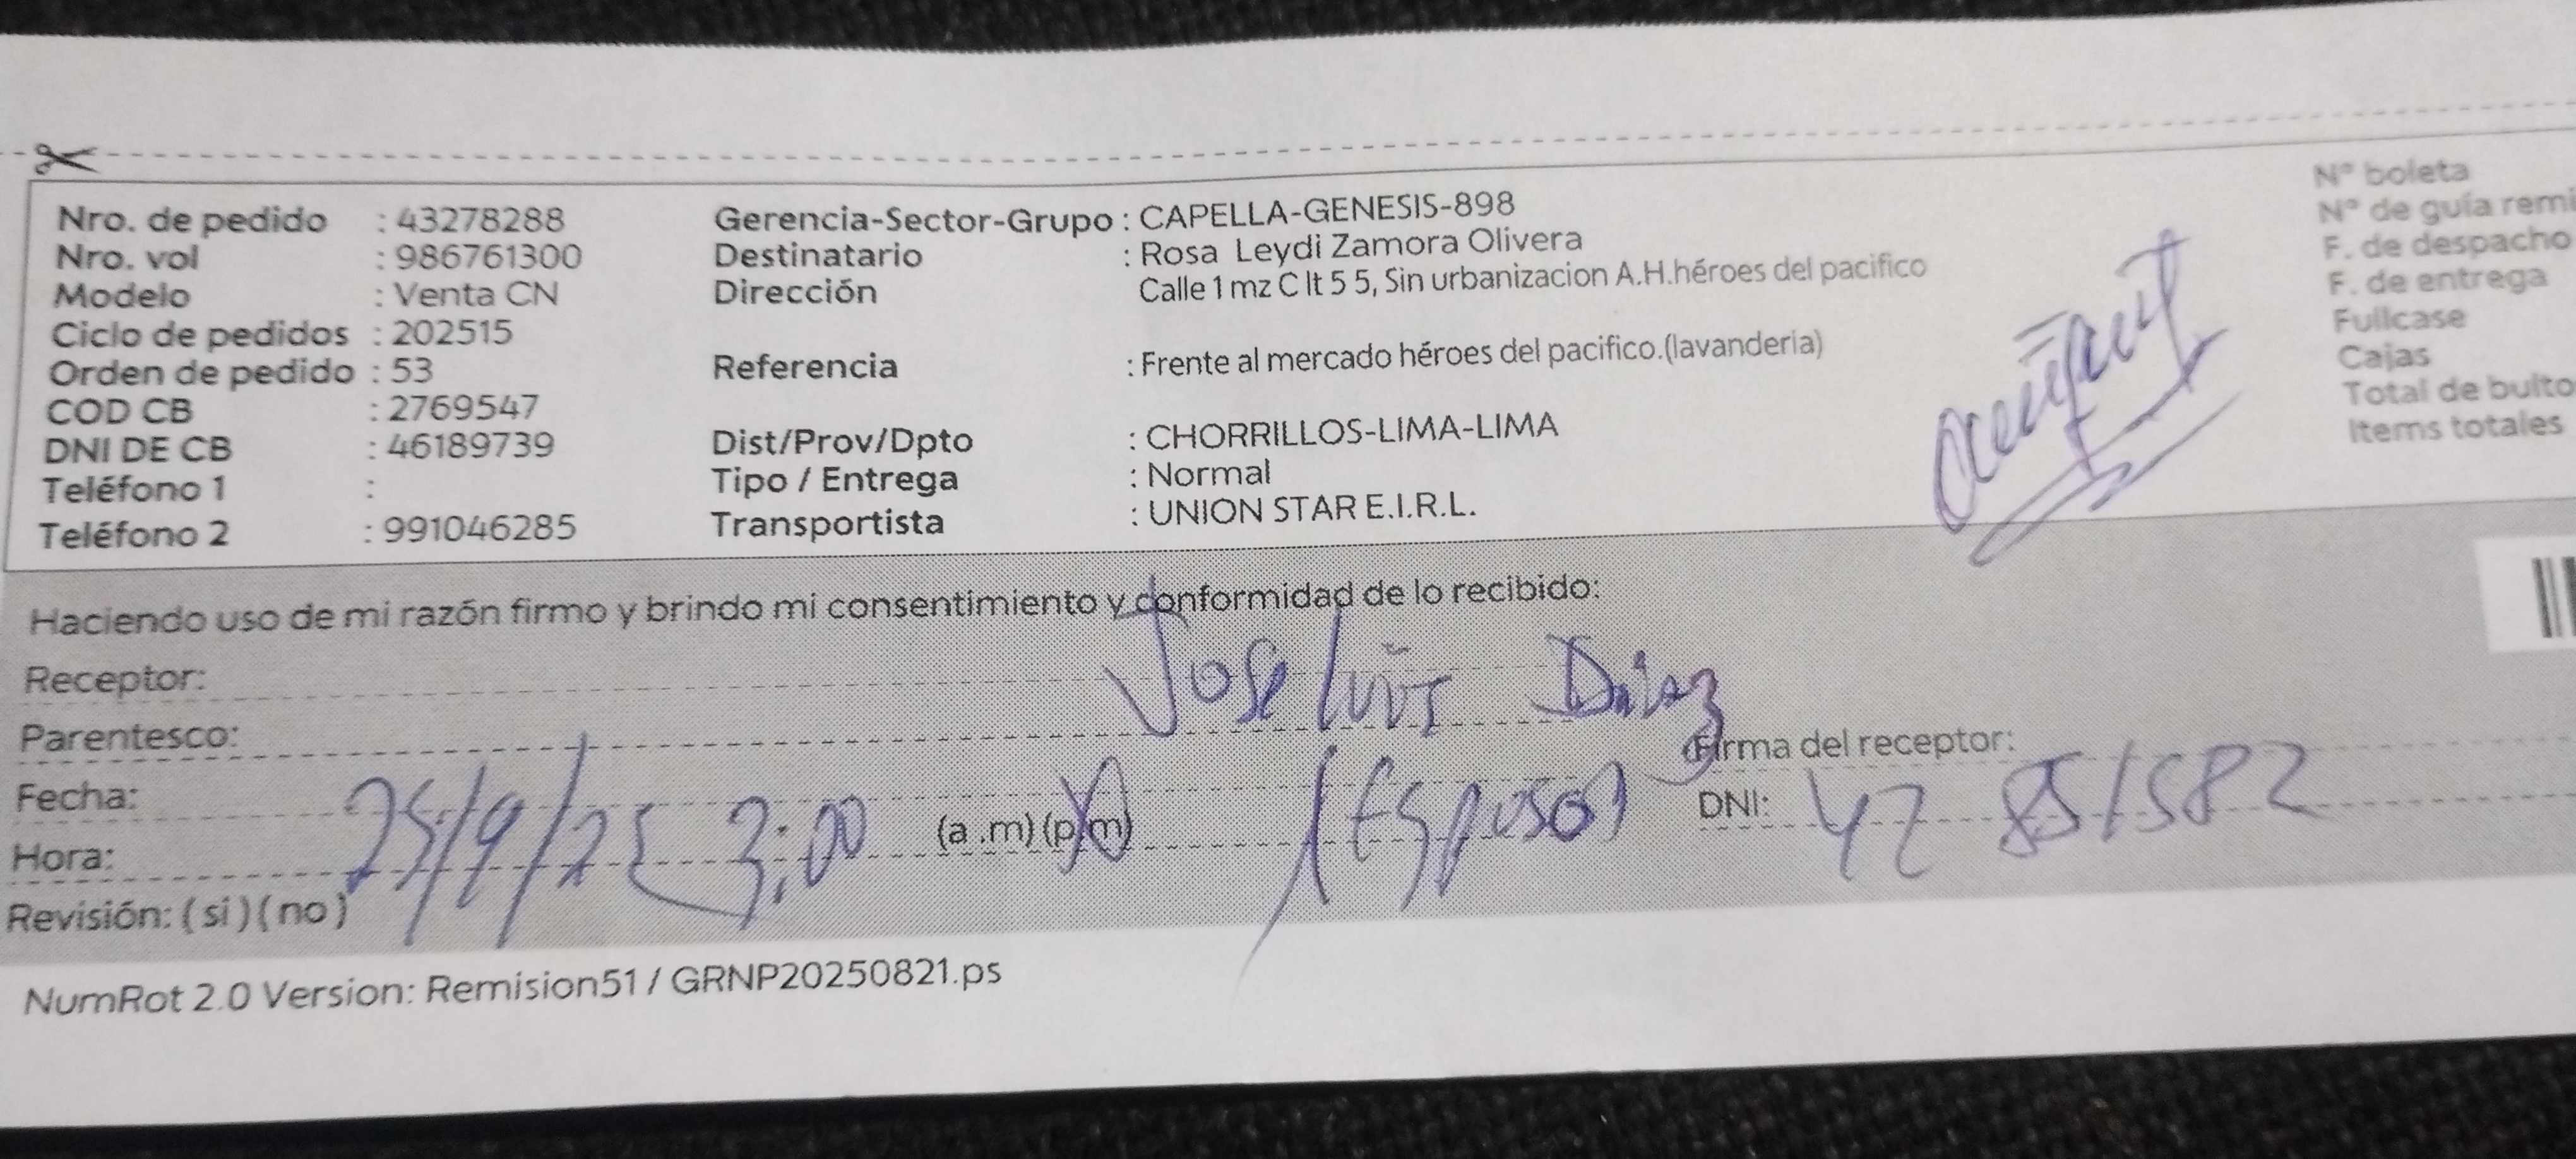 Nro. de pedido : 43278288
Nro. vol : 986761300
Modelo : Venta CN
Ciclo de pedidos : 202515
Orden de pedido : 53
COD CB : 2769547
DNI DE CB : 46189739
Teléfono 1 :
Teléfono 2 : 991046285
Gerencia-Sector-Grupo : CAPELLA-GENESIS-898
Destinatario : Rosa Leydi Zamora Olivera
Dirección Calle 1 mz C lt 5 5, Sin urbanizacion A.H.héroes del pacifico
Referencia : Frente al mercado héroes del pacifico.(lavanderia)
Dist/Prov/Dpto : CHORRILLOS-LIMA-LIMA
Tipo / Entrega : Normal
Transportista : UNION STAR E.I.R.L.
N° boleta
N° de guía remi
F. de despacho
F. de entrega
Fullcase
Cajas
Total de bulto
Items totales
Haciendo uso de mi razón firmo y brindo mi consentimiento y conformidad de lo recibido:
Receptor: Jose Luis Diaz
Parentesco: (Esposo)
Firma del receptor:
Fecha: 25/9/25
Hora: 3:00 (a .m) (p.m)
DNI: 42851582
Revisión: ( si ) ( no )
NumRot 2.0 Version: Remision51 / GRNP20250821.ps